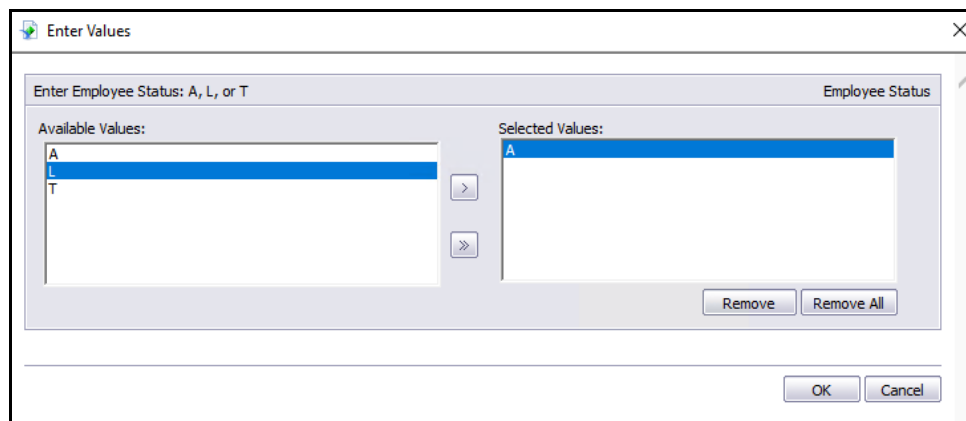 Enter Values
Enter Employee Status: A, L, or T Employee Status
Available Values: Selected Values:
A
L
T
A
> 
»
Remove Remove All
OK Cancel